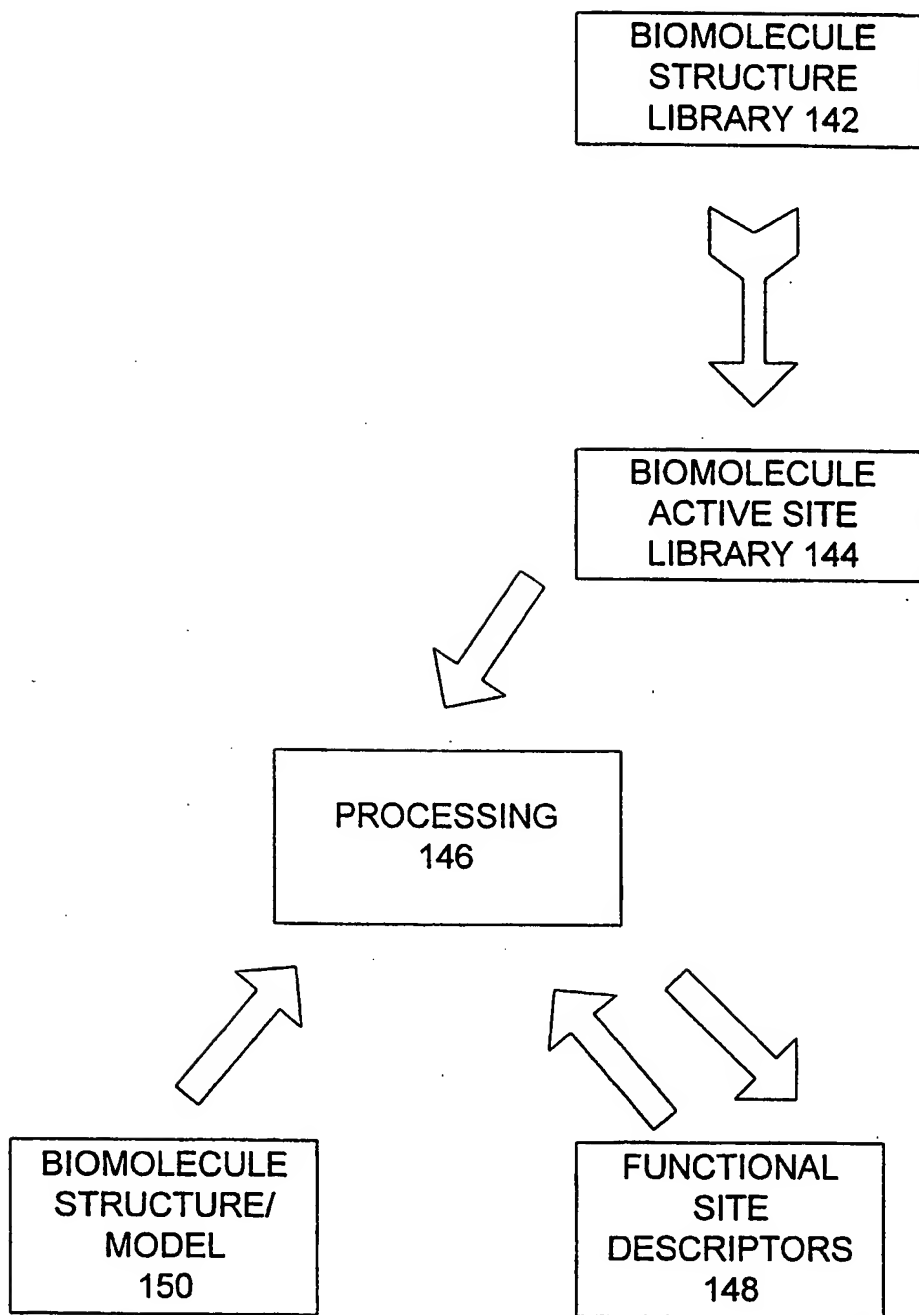 BIOMOLECULE
STRUCTURE
LIBRARY 142
BIOMOLECULE
ACTIVE SITE
LIBRARY 144
PROCESSING
146
BIOMOLECULE
STRUCTURE/
MODEL
150
FUNCTIONAL
SITE
DESCRIPTORS
148